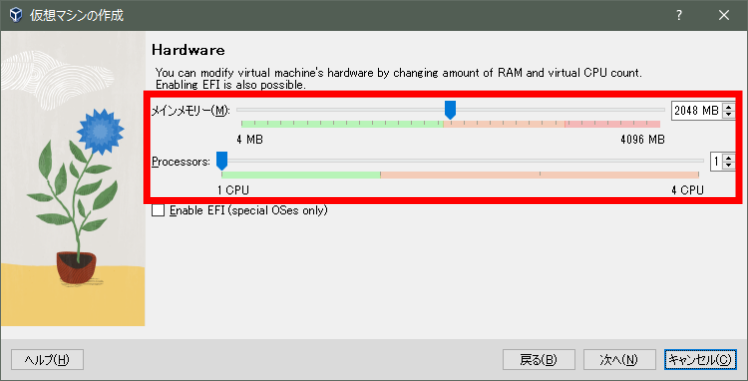 仮想マシンの作成
Hardware
You can modify virtual machine's hardware by changing amount of RAM and virtual CPU count.
Enabling EFI is also possible.
メインメモリー(M): 2048 MB
4 MB 4096 MB
Processors: 1
1 CPU 4 CPU
Enable EFI (special OSes only)
ヘルプ(H) 戻る(B) 次へ(N) キャンセル(C)